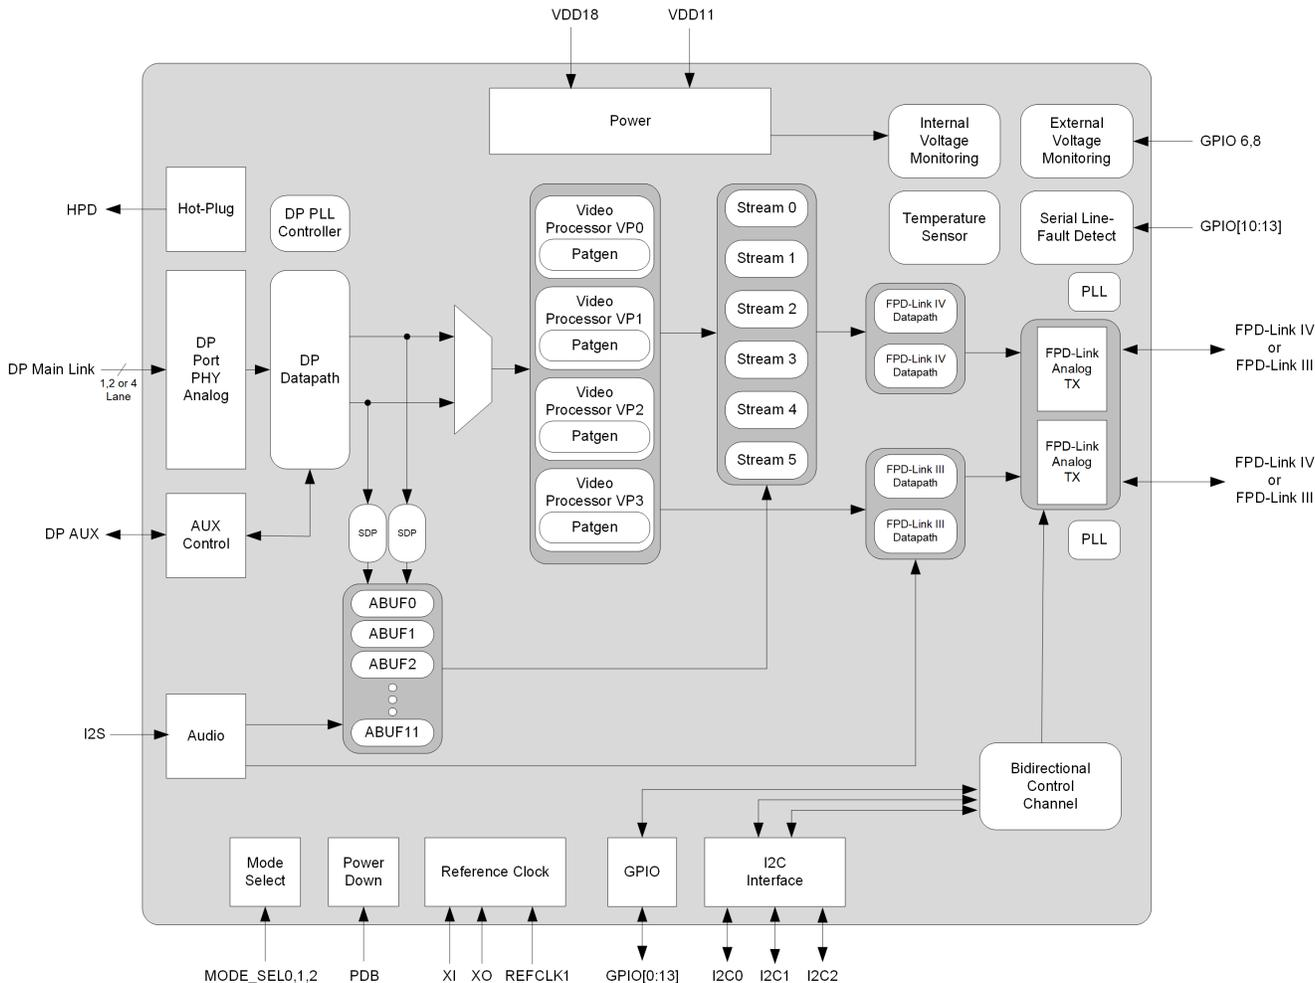 VDD18
VDD11
Power
Internal
Voltage
Monitoring
External
Voltage
Monitoring
GPIO 6,8
HPD
Hot-Plug
DP PLL
Controller
Temperature
Sensor
Serial Line-
Fault Detect
GPIO[10:13]
Video
Processor VP0
Patgen
Video
Processor VP1
Patgen
Video
Processor VP2
Patgen
Video
Processor VP3
Patgen
Stream 0
Stream 1
Stream 2
Stream 3
Stream 4
Stream 5
PLL
FPD-Link IV
Datapath
FPD-Link IV
Datapath
FPD-Link
Analog
TX
FPD-Link IV
or
FPD-Link III
DP Main Link
1,2 or 4
Lane
DP
Port
PHY
Analog
DP
Datapath
FPD-Link III
Datapath
FPD-Link III
Datapath
FPD-Link
Analog
TX
FPD-Link IV
or
FPD-Link III
PLL
DP AUX
AUX
Control
SDP
SDP
ABUF0
ABUF1
ABUF2
ABUF11
I2S
Audio
Bidirectional
Control
Channel
Mode
Select
Power
Down
Reference Clock
GPIO
I2C
Interface
MODE_SEL0,1,2
PDB
XI
XO
REFCLK1
GPIO[0:13]
I2C0
I2C1
I2C2